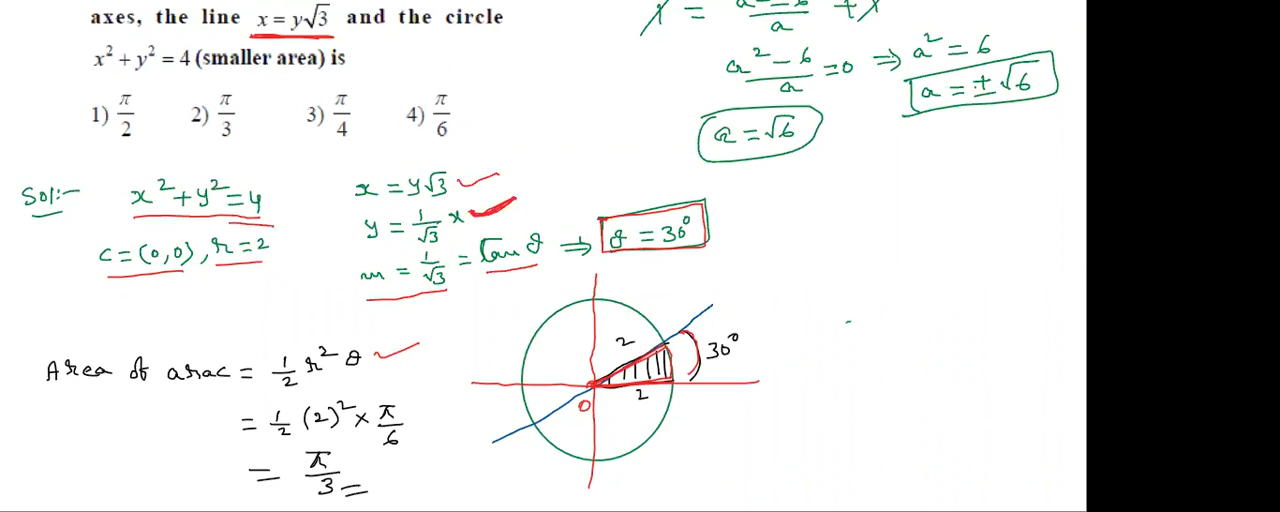 axes, the line x = y√3 and the circle
x² + y² = 4 (smaller area) is
1) π/2 2) π/3 3) π/4 4) π/6
a² - 6 / a = 0 ⇒ a² = 6
a = ± √6
a = √6
Sol:-
x² + y² = 4
c = (0,0), r = 2
x = y√3
y = 1/√3 x
m = 1/√3 = Tan θ ⇒ θ = 30°
Area of arac = 1/2 r² θ
= 1/2 (2)² × π/6
= π/3
2
30°
2
0